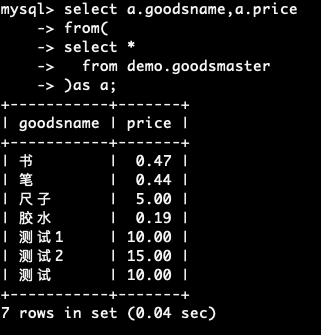 mysql> select a.goodsname,a.price
    -> from(
    -> select *
    ->   from demo.goodsmaster
    -> )as a;
+-----------+-------+
| goodsname | price |
+-----------+-------+
| 书        |  0.47 |
| 笔        |  0.44 |
| 尺子      |  5.00 |
| 胶水      |  0.19 |
| 测试1     | 10.00 |
| 测试2     | 15.00 |
| 测试      | 10.00 |
+-----------+-------+
7 rows in set (0.04 sec)